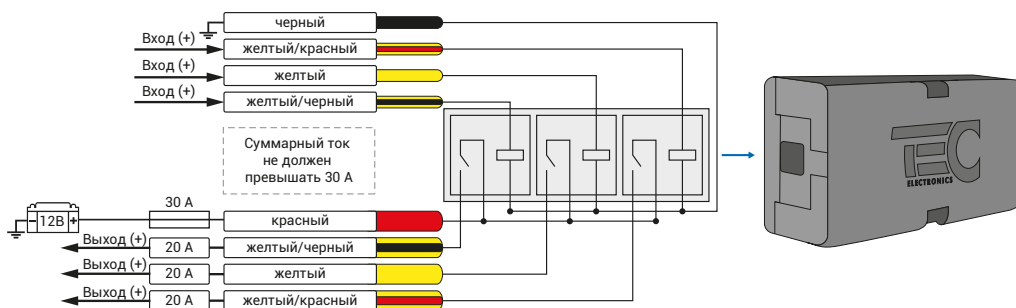 черный
Вход (+)
желтый/красный
Вход (+)
желтый
Вход (+)
желтый/черный
Суммарный ток
не должен
превышать 30 А
30 А
- 12В +
красный
Выход (+)
20 А
желтый/черный
Выход (+)
20 А
желтый
Выход (+)
20 А
желтый/красный
TEC
ELECTRONICS